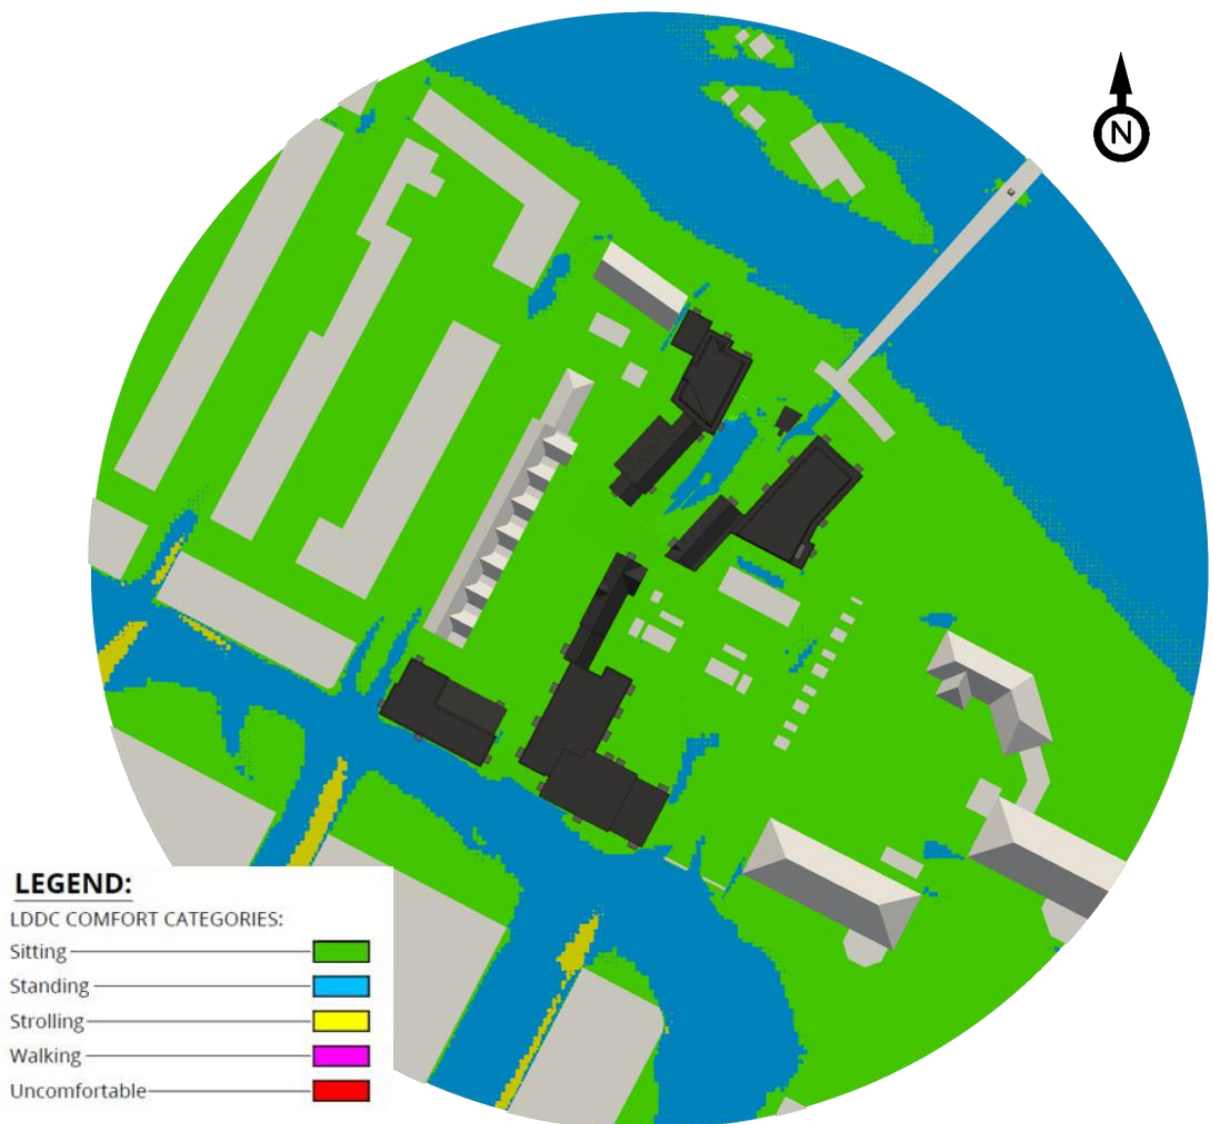 N
LEGEND:
LDDC COMFORT CATEGORIES:
Sitting
Standing
Strolling
Walking
Uncomfortable